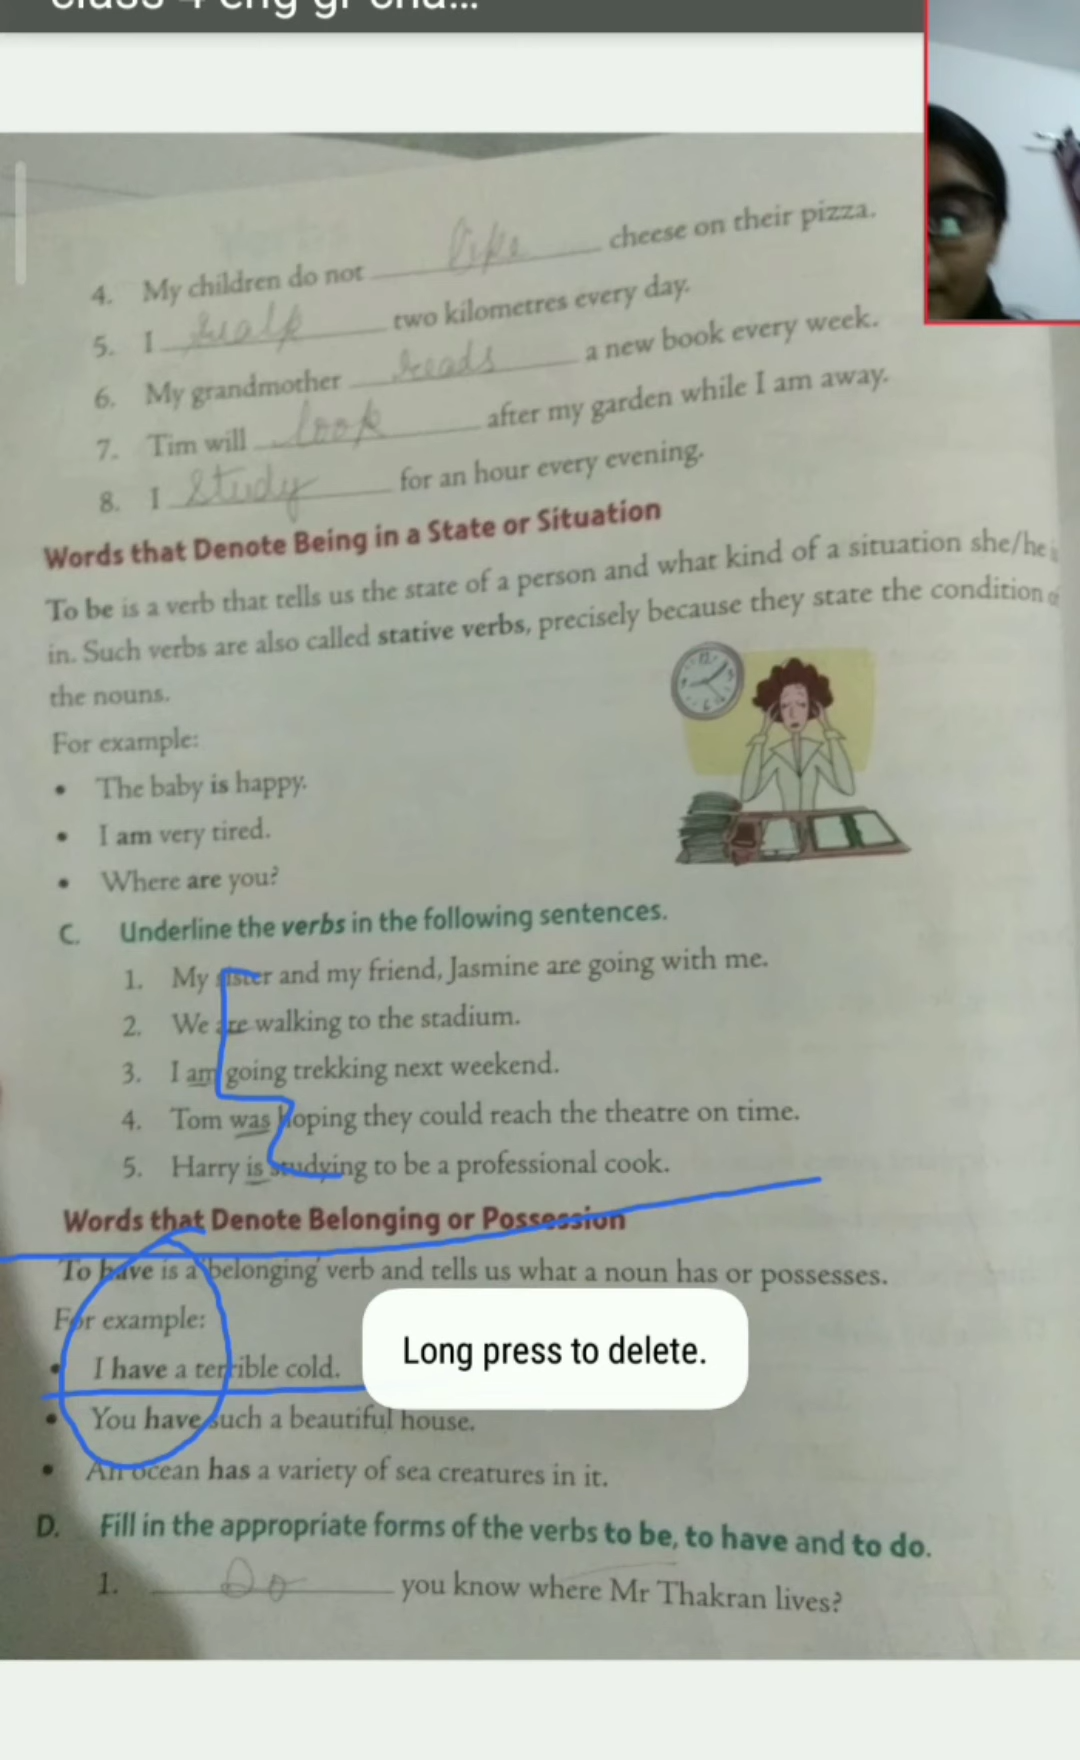 4. My children do not like cheese on their pizza.
5. I walk two kilometres every day.
6. My grandmother reads a new book every week.
7. Tim will look after my garden while I am away.
8. I study for an hour every evening.
Words that Denote Being in a State or Situation
To be is a verb that tells us the state of a person and what kind of a situation she/he is
in. Such verbs are also called stative verbs, precisely because they state the condition of
the nouns.
For example:
• The baby is happy.
• I am very tired.
• Where are you?
C. Underline the verbs in the following sentences.
1. My sister and my friend, Jasmine are going with me.
2. We are walking to the stadium.
3. I am going trekking next weekend.
4. Tom was hoping they could reach the theatre on time.
5. Harry is studying to be a professional cook.
Words that Denote Belonging or Possession
To have is a 'belonging' verb and tells us what a noun has or possesses.
For example:
• I have a terrible cold.
Long press to delete.
• You have such a beautiful house.
• An ocean has a variety of sea creatures in it.
D. Fill in the appropriate forms of the verbs to be, to have and to do.
1. Do you know where Mr Thakran lives?